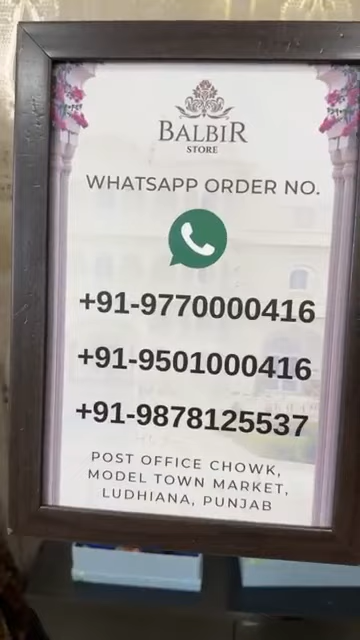 BALBIR
STORE
WHATSAPP ORDER NO.
+91-9770000416
+91-9501000416
+91-9878125537
POST OFFICE CHOWK,
MODEL TOWN MARKET,
LUDHIANA, PUNJAB